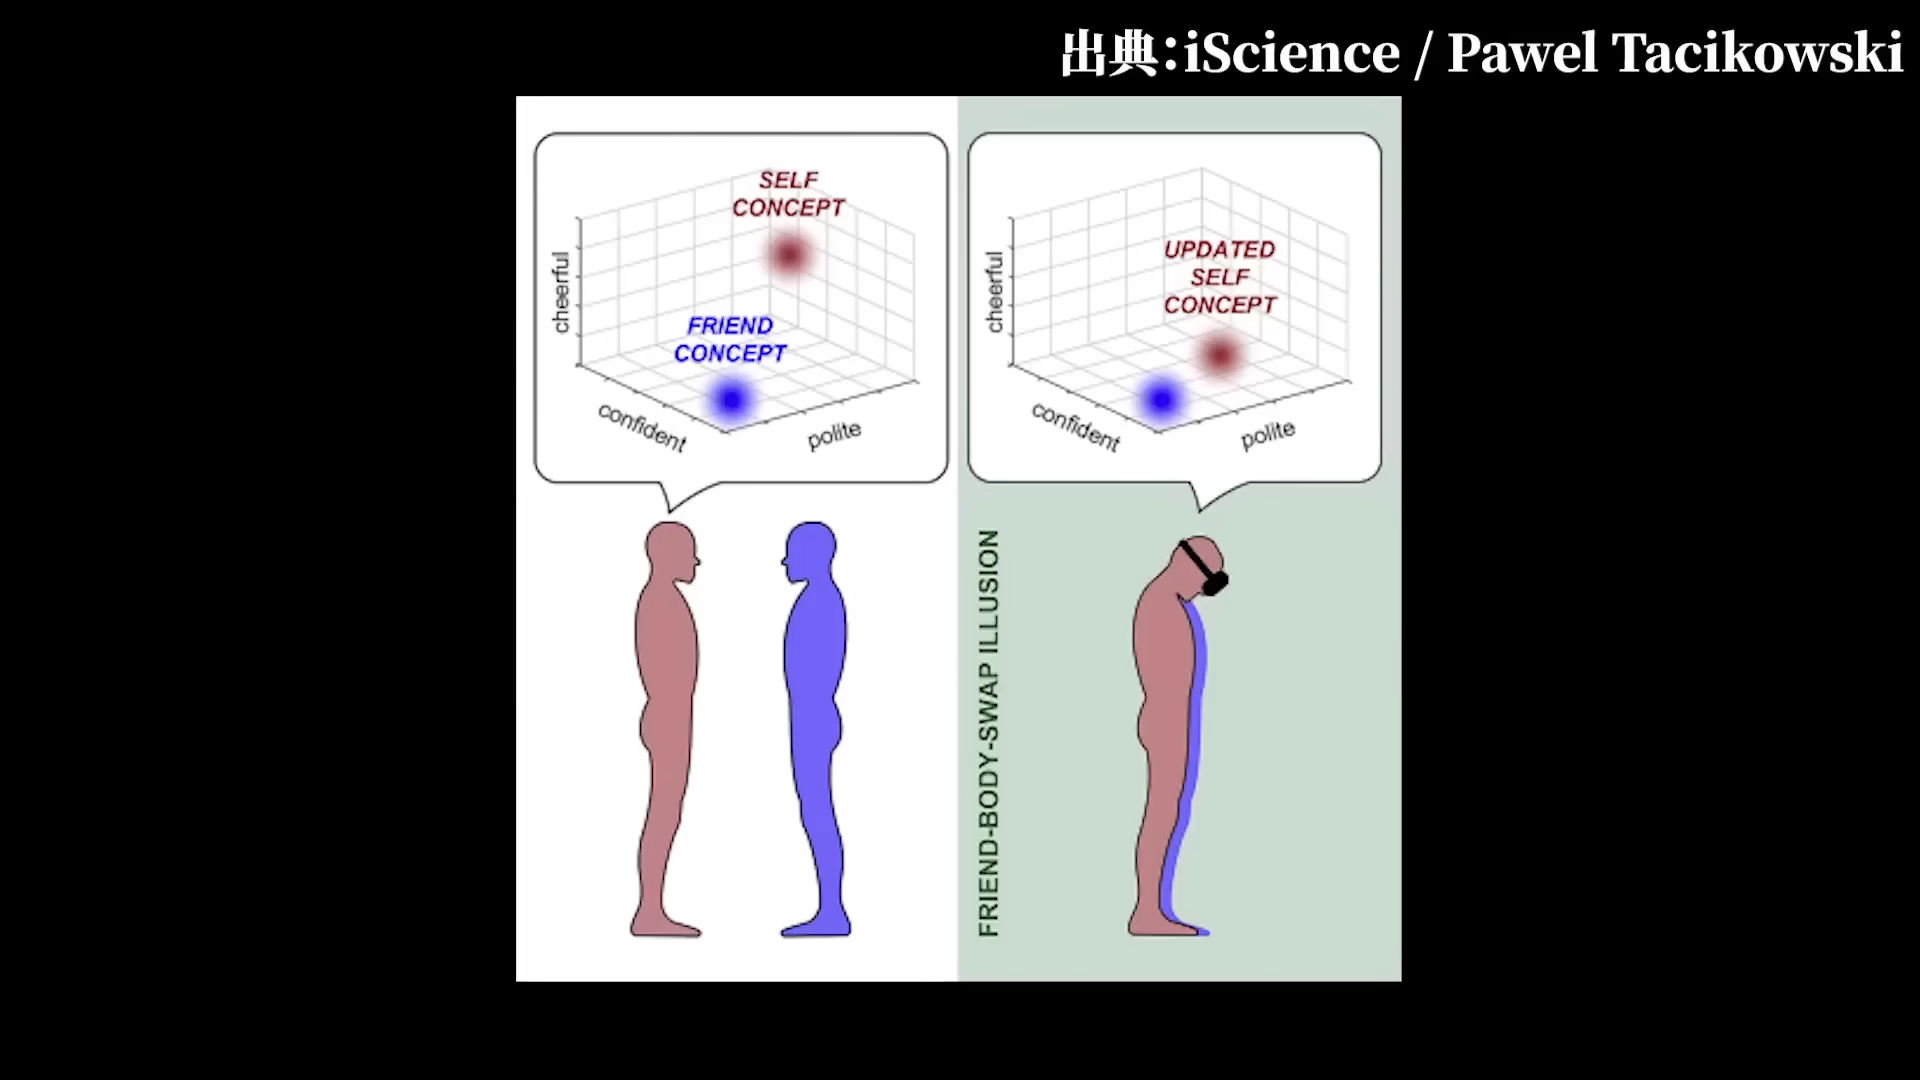 出典：iScience / Pawel Tacikowski
SELF
CONCEPT
FRIEND
CONCEPT
cheerful
confident
polite
UPDATED
SELF
CONCEPT
cheerful
confident
polite
FRIEND-BODY-SWAP ILLUSION